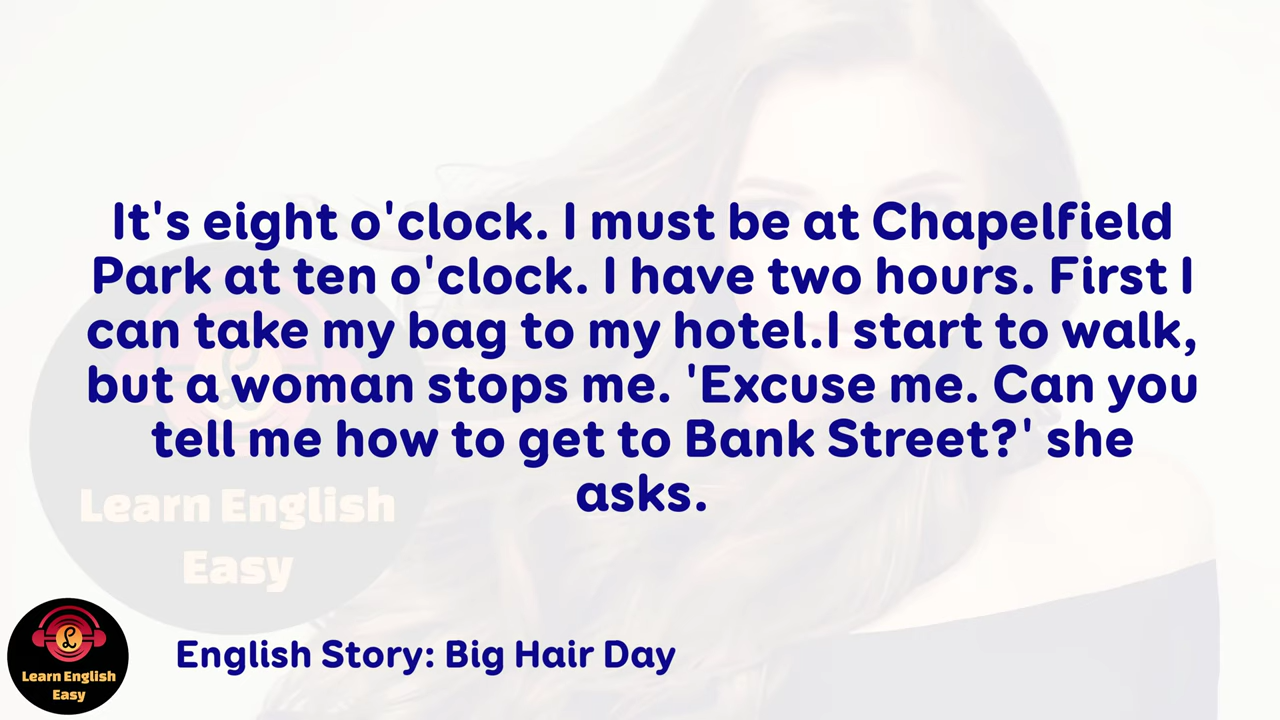 It's eight o'clock. I must be at Chapelfield
Park at ten o'clock. I have two hours. First I
can take my bag to my hotel.I start to walk,
but a woman stops me. 'Excuse me. Can you
tell me how to get to Bank Street?' she
asks.
Learn English
Easy
L
Learn English
Easy
English Story: Big Hair Day